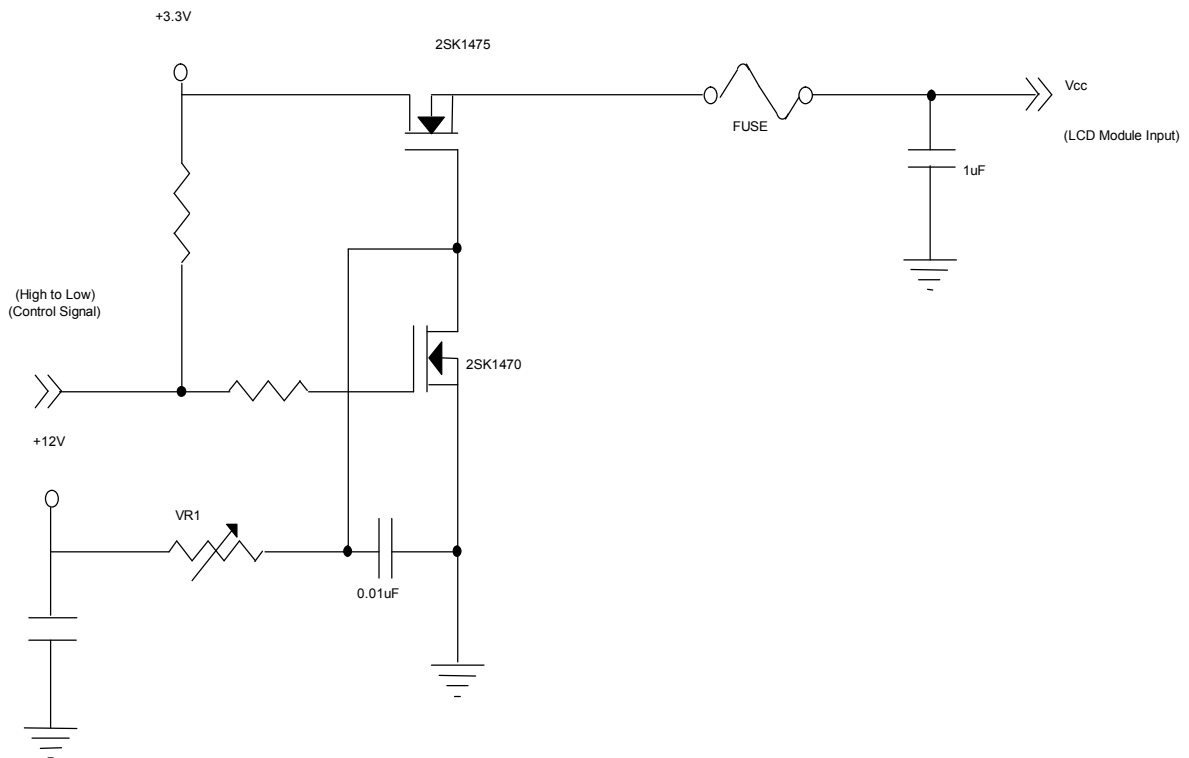 +3.3V
2SK1475
Vcc
FUSE
(LCD Module Input)
1uF
(High to Low)
(Control Signal)
2SK1470
+12V
VR1
0.01uF